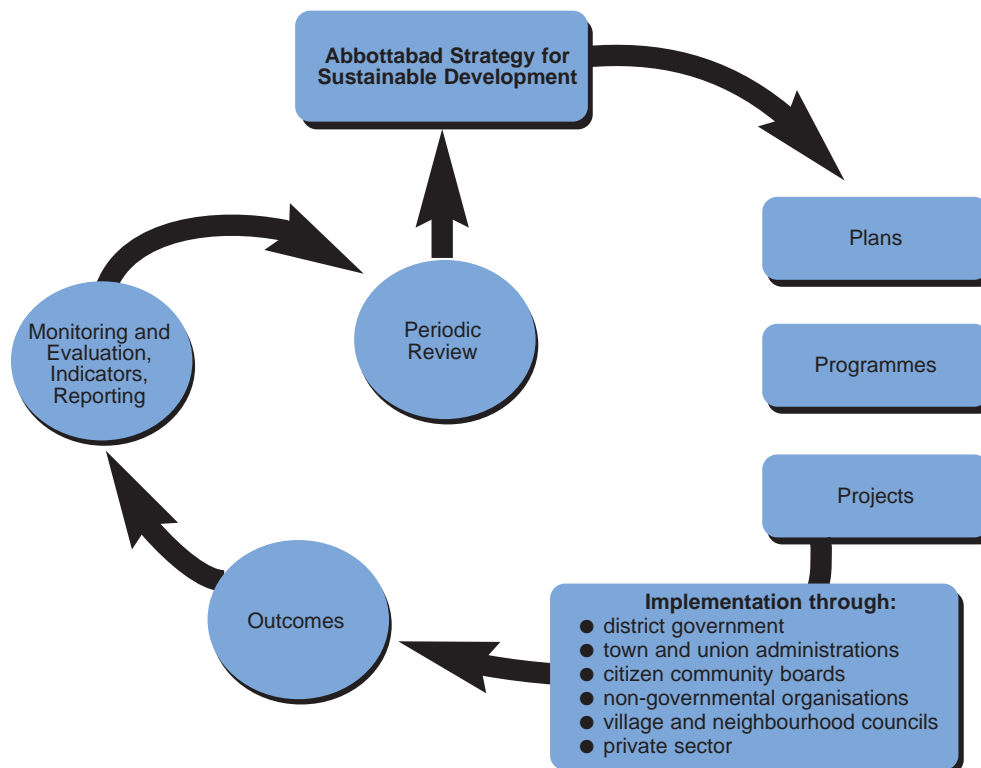 Abbottabad Strategy for
Sustainable Development
Plans
Programmes
Projects
Implementation through:
● district government
● town and union administrations
● citizen community boards
● non-governmental organisations
● village and neighbourhood councils
● private sector
Outcomes
Monitoring and
Evaluation,
Indicators,
Reporting
Periodic
Review